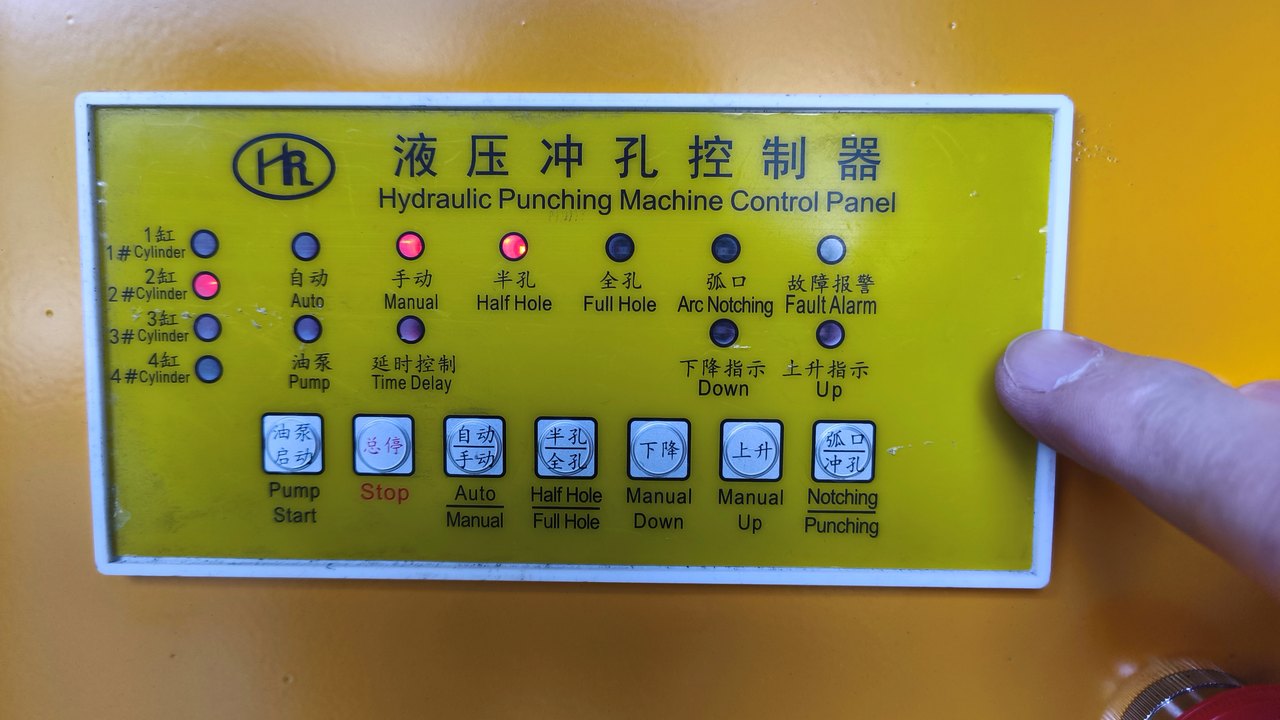 HR
液压冲孔控制器
Hydraulic Punching Machine Control Panel
1缸
1#Cylinder
2缸
2#Cylinder
3缸
3#Cylinder
4缸
4#Cylinder
自动
Auto
手动
Manual
半孔
Half Hole
全孔
Full Hole
弧口
Arc Notching
故障报警
Fault Alarm
油泵
Pump
延时控制
Time Delay
下降指示
Down
上升指示
Up
油泵
启动
Pump
Start
总停
Stop
自动
手动
Auto
Manual
半孔
全孔
Half Hole
Full Hole
下降
Manual
Down
上升
Manual
Up
弧口
冲孔
Notching
Punching